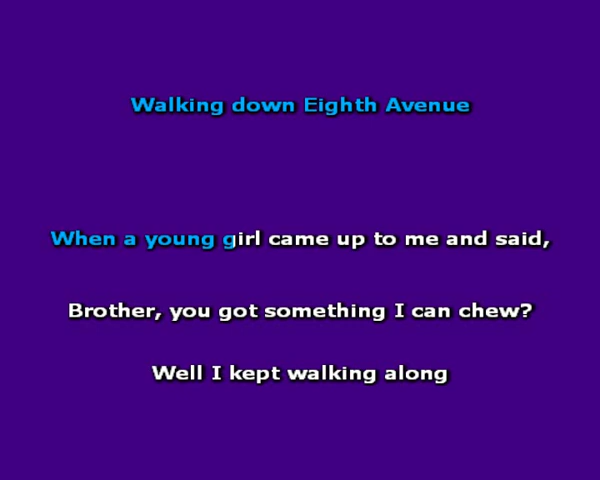 Walking down Eighth Avenue
When a young girl came up to me and said,
Brother, you got something I can chew?
Well I kept walking along